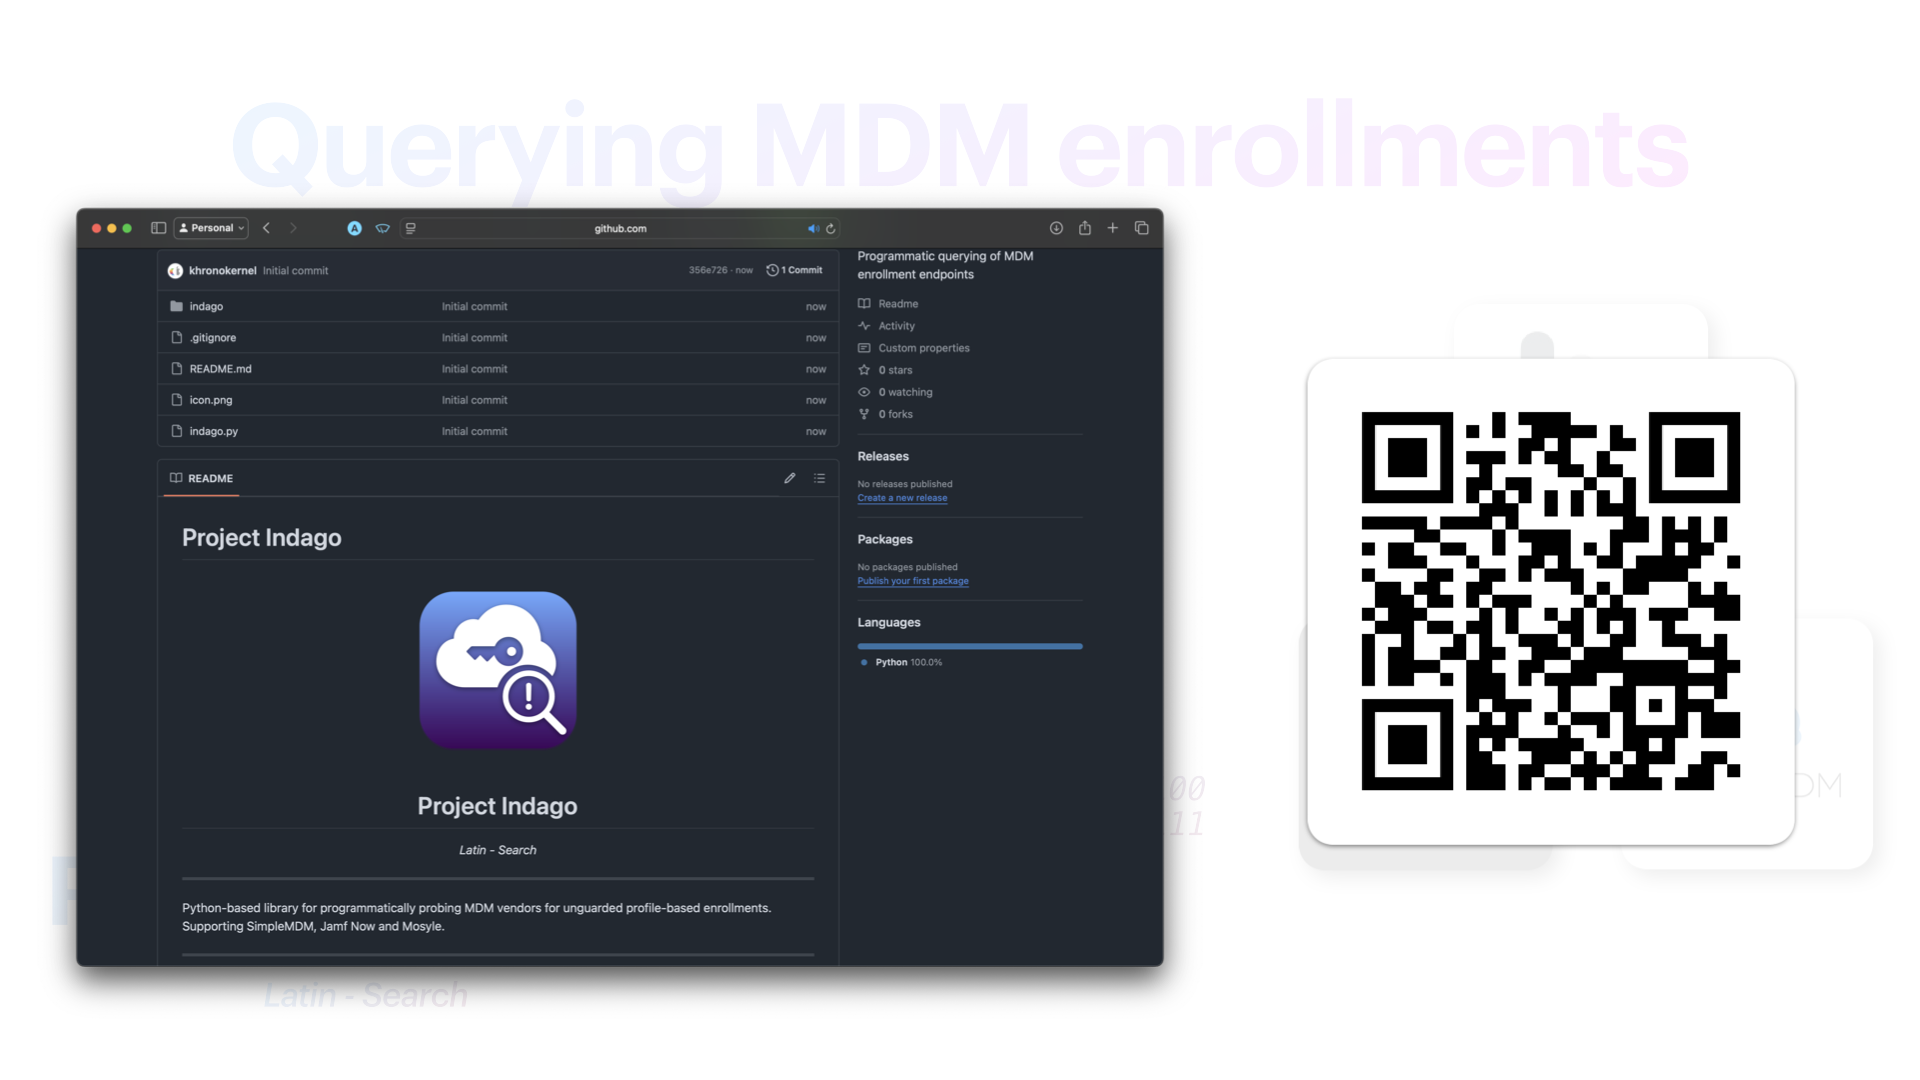 Querying MDM enrollments
Personal
github.com
khronokernel Initial commit 356e726 · now 1 Commit
indago Initial commit now
.gitignore Initial commit now
README.md Initial commit now
icon.png Initial commit now
indago.py Initial commit now
README
Project Indago
Project Indago
Latin - Search
Python-based library for programmatically probing MDM vendors for unguarded profile-based enrollments.
Supporting SimpleMDM, Jamf Now and Mosyle.
Programmatic querying of MDM
enrollment endpoints
Readme
Activity
Custom properties
0 stars
0 watching
0 forks
Releases
No releases published
Create a new release
Packages
No packages published
Publish your first package
Languages
Python 100.0%
00
11
DM
Latin - Search